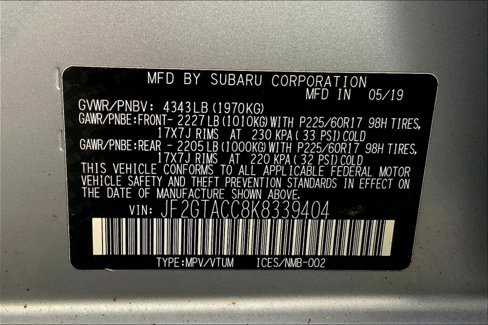 MFD BY SUBARU CORPORATION
MFD IN 05/19
GVWR/PNBV: 4343LB (1970KG)
GAWR/PNBE:FRONT- 2227LB (1010KG) WITH P225/60R17 98H TIRES,
17X7J RIMS AT 230 KPA (33 PSI) COLD
GAWR/PNBE:REAR - 2205LB (1000KG) WITH P225/60R17 98H TIRES,
17X7J RIMS AT 220 KPA (32 PSI) COLD
THIS VEHICLE CONFORMS TO ALL APPLICABLE FEDERAL MOTOR
VEHICLE SAFETY AND THEFT PREVENTION STANDARDS IN EFFECT ON
THE DATE OF MANUFACTURE SHOWN ABOVE.
VIN: JF2GTACC8K8339404
TYPE:MPV/VTUM ICES/NMB-002